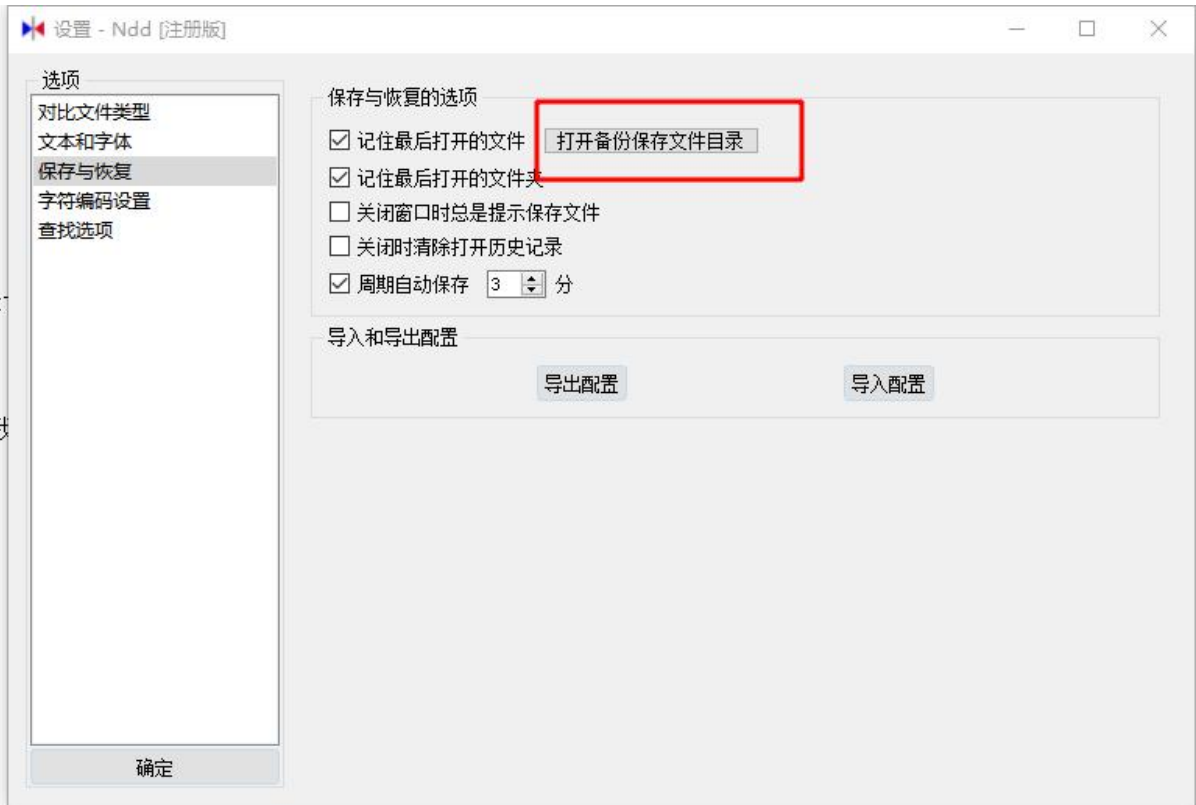 设置 - Ndd [注册版]
选项
对比文件类型
文本和字体
保存与恢复
字符编码设置
查找选项
确定
保存与恢复的选项
记住最后打开的文件 打开备份保存文件目录
记住最后打开的文件夹
关闭窗口时总是提示保存文件
关闭时清除打开历史记录
周期自动保存 3 分
导入和导出配置
导出配置 导入配置